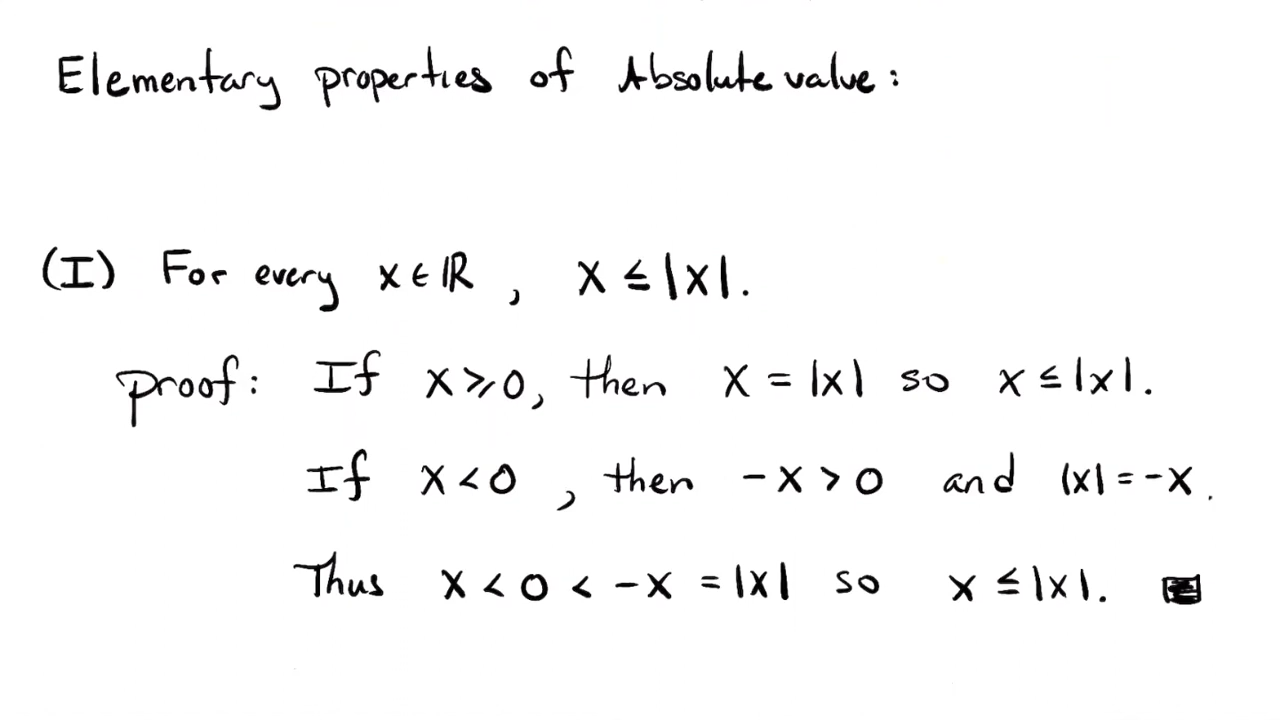 Elementary properties of Absolute value:
(I) For every x ∈ ℝ, x ≤ |x|.
proof: If x ⩾ 0, then x = |x| so x ≤ |x|.
If x < 0, then -x > 0 and |x| = -x.
Thus x < 0 < -x = |x| so x ≤ |x|.